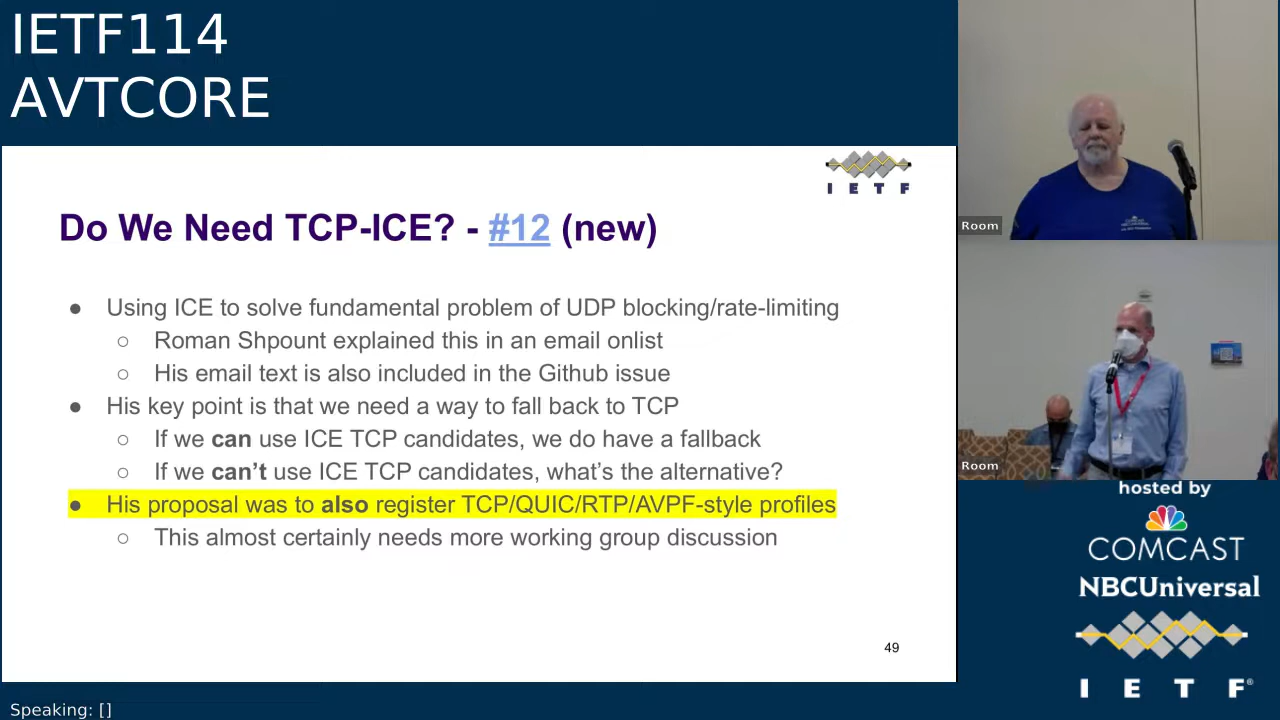 IETF114
AVTCORE
I E T F
Do We Need TCP-ICE? - #12 (new)
● Using ICE to solve fundamental problem of UDP blocking/rate-limiting
○ Roman Shpount explained this in an email onlist
○ His email text is also included in the Github issue
● His key point is that we need a way to fall back to TCP
○ If we can use ICE TCP candidates, we do have a fallback
○ If we can’t use ICE TCP candidates, what’s the alternative?
● His proposal was to also register TCP/QUIC/RTP/AVPF-style profiles
○ This almost certainly needs more working group discussion
49
Room
Room
hosted by
COMCAST
NBCUniversal
I E T F®
Speaking: []